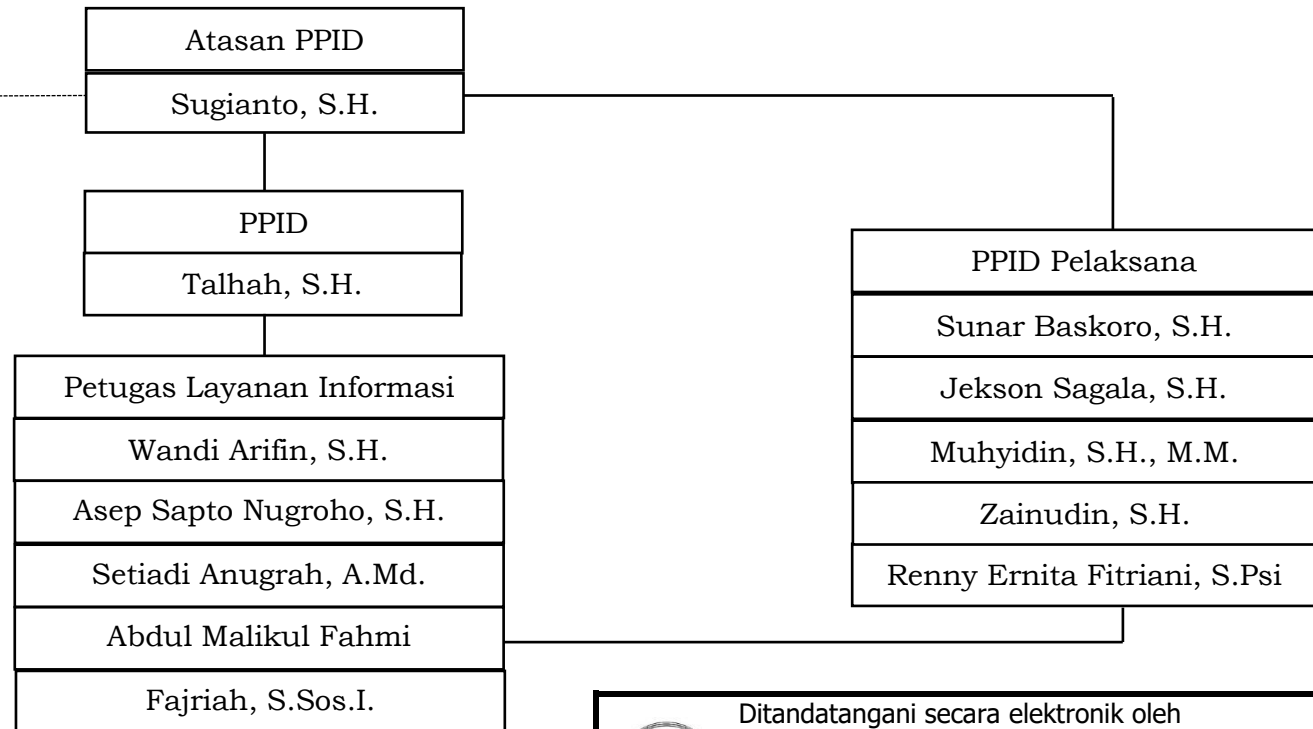 Atasan PPID
Sugianto, S.H.
PPID
Talhah, S.H.
Petugas Layanan Informasi
Wandi Arifin, S.H.
Asep Sapto Nugroho, S.H.
Setiadi Anugrah, A.Md.
Abdul Malikul Fahmi
Fajriah, S.Sos.I.
PPID Pelaksana
Sunar Baskoro, S.H.
Jekson Sagala, S.H.
Muhyidin, S.H., M.M.
Zainudin, S.H.
Renny Ernita Fitriani, S.Psi
Ditandatangani secara elektronik oleh